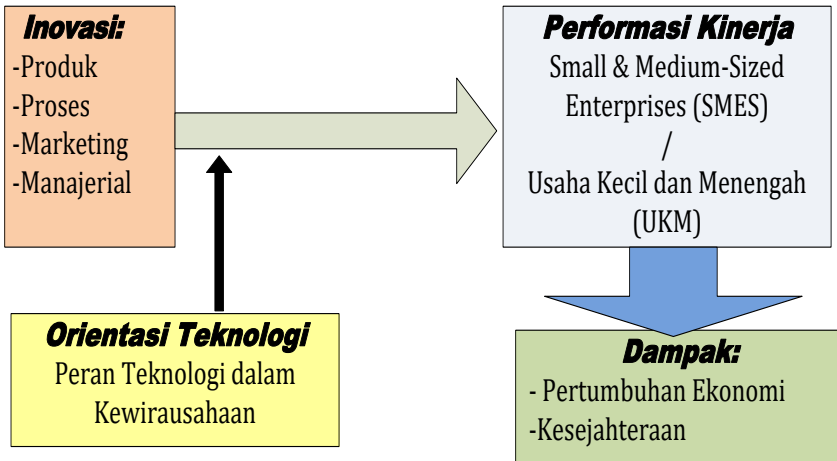 Inovasi:
-Produk
-Proses
-Marketing
-Manajerial
Performasi Kinerja
Small & Medium-Sized
Enterprises (SMES)
/
Usaha Kecil dan Menengah
(UKM)
Orientasi Teknologi
Peran Teknologi dalam
Kewirausahaan
Dampak:
- Pertumbuhan Ekonomi
-Kesejahteraan